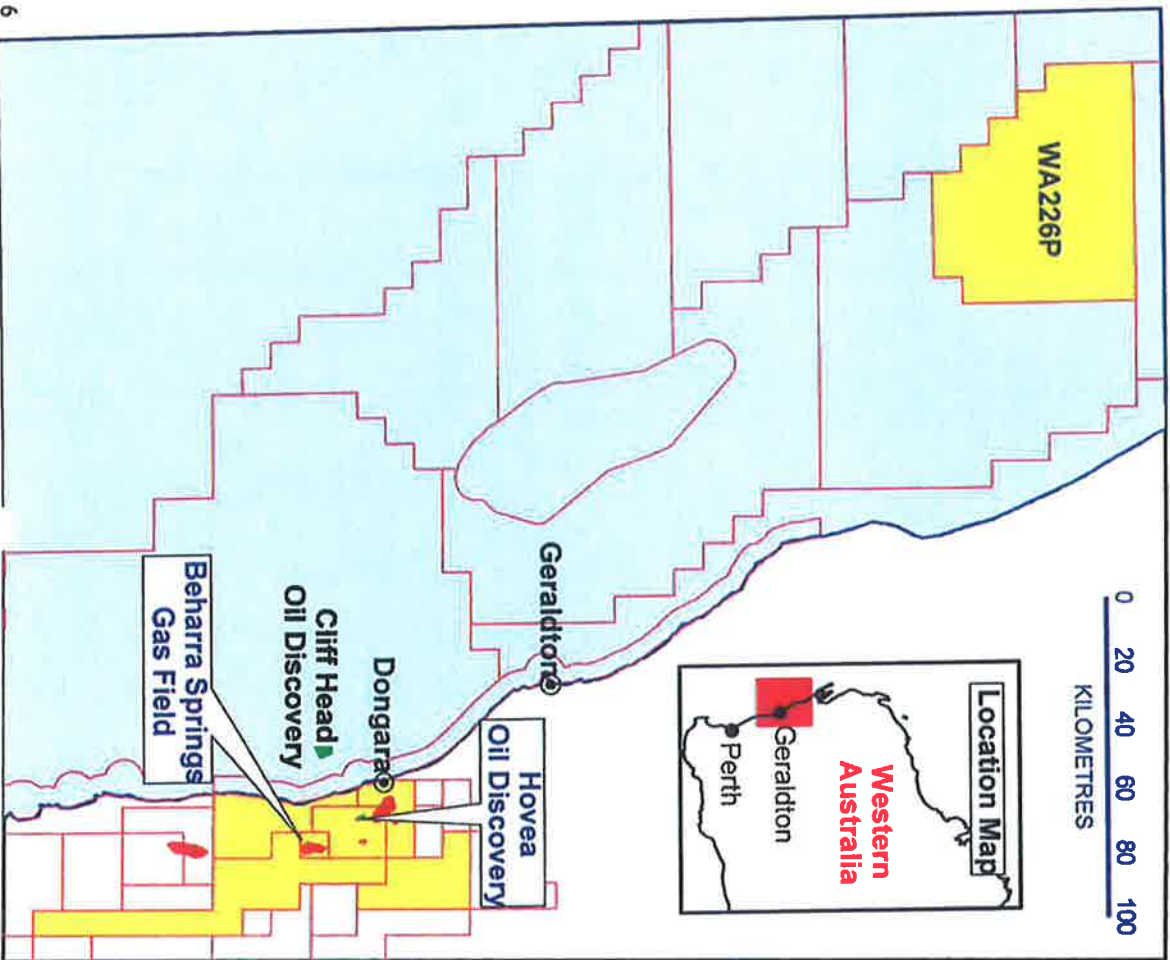 WA226P
0 20 40 60 80 100
KILOMETRES
Location Map
Western
Australia
Geraldton
Perth
Geraldton
Hovea
Oil Discovery
Dongara
Cliff Head
Oil Discovery
Beharra Springs
Gas Field
6